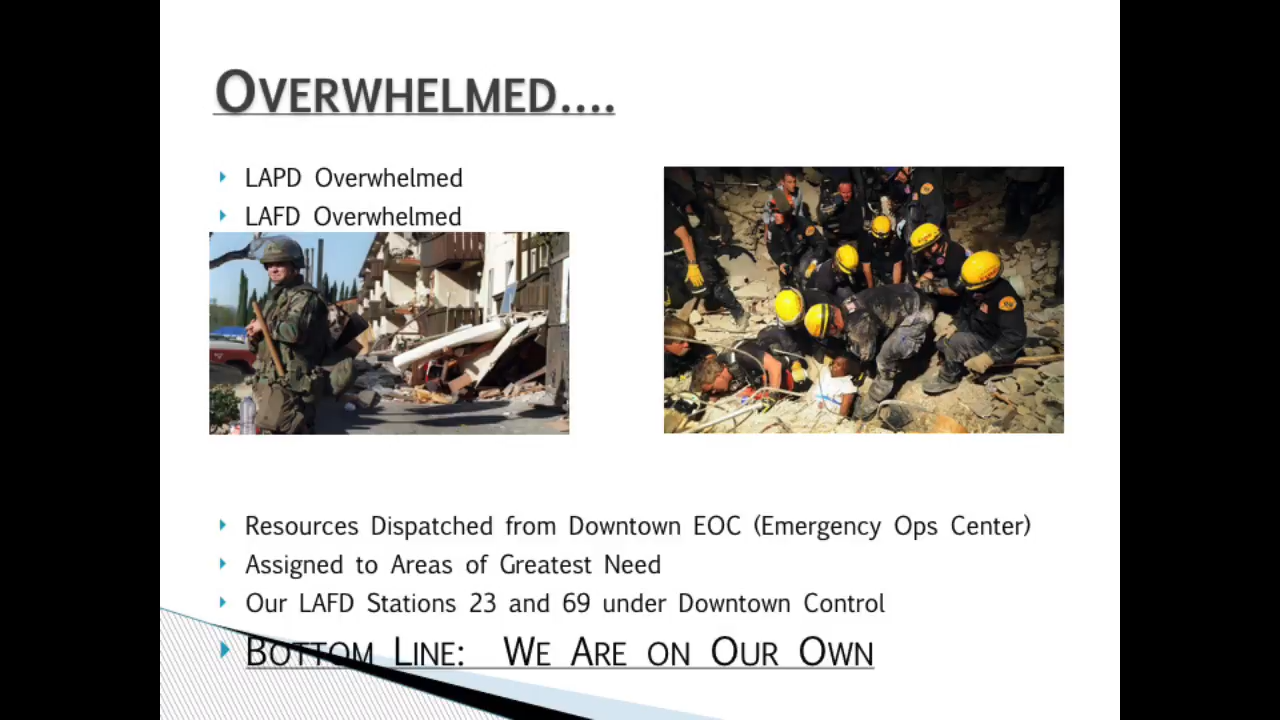 OVERWHELMED....
LAPD Overwhelmed
LAFD Overwhelmed
Resources Dispatched from Downtown EOC (Emergency Ops Center)
Assigned to Areas of Greatest Need
Our LAFD Stations 23 and 69 under Downtown Control
BOTTOM LINE: WE ARE ON OUR OWN